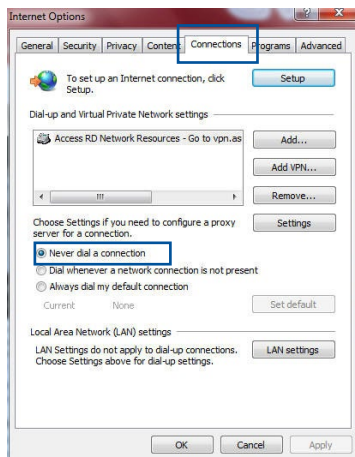 Internet Options
General Security Privacy Content Connections Programs Advanced
To set up an Internet connection, click Setup.
Setup
Dial-up and Virtual Private Network settings
Access RD Network Resources - Go to vpn.as
Add...
Add VPN...
Remove...
Choose Settings if you need to configure a proxy
server for a connection.
Settings
Never dial a connection
Dial whenever a network connection is not present
Always dial my default connection
Current None
Set default
Local Area Network (LAN) settings
LAN Settings do not apply to dial-up connections.
Choose Settings above for dial-up settings.
LAN settings
OK Cancel Apply